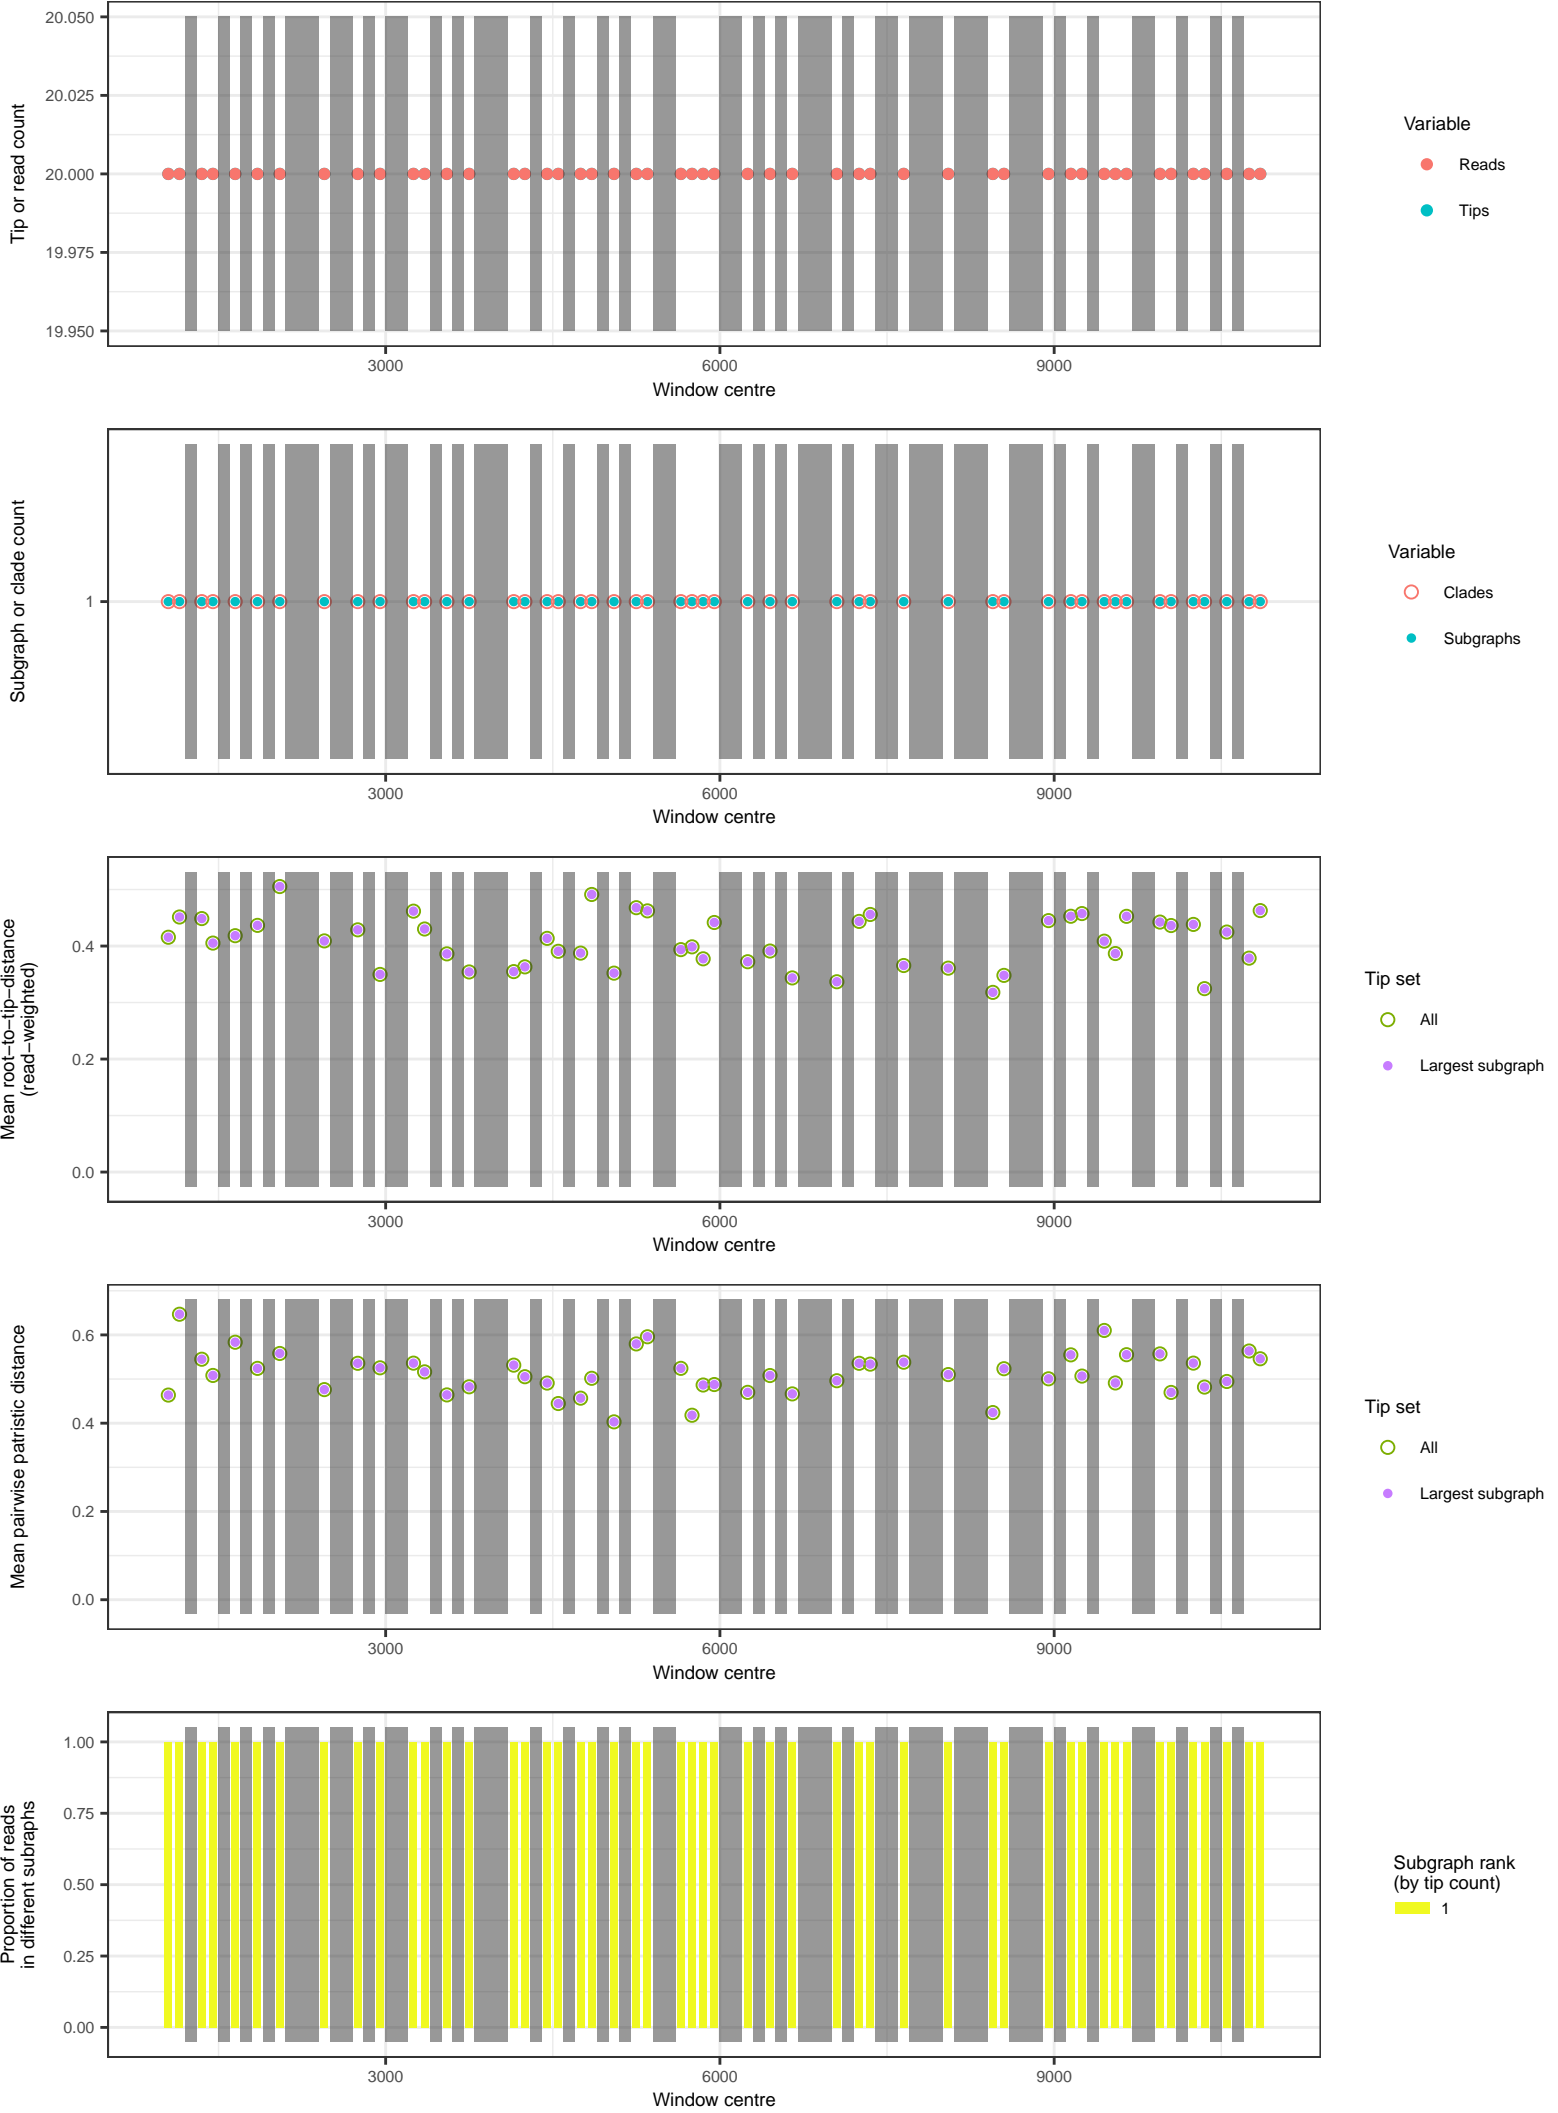 20.050
20.025
20.000
19.975
19.950
Tip or read count
3000
6000
9000
Window centre
Variable
Reads
Tips
1
Subgraph or clade count
3000
6000
9000
Window centre
Variable
Clades
Subgraphs
0.4
0.2
0.0
Mean root−to−tip−distance
(read−weighted)
3000
6000
9000
Window centre
Tip set
All
Largest subgraph
0.6
0.4
0.2
0.0
Mean pairwise patristic distance
3000
6000
9000
Window centre
Tip set
All
Largest subgraph
1.00
0.75
0.50
0.25
0.00
Proportion of reads
in different subraphs
3000
6000
9000
Window centre
Subgraph rank
(by tip count)
1